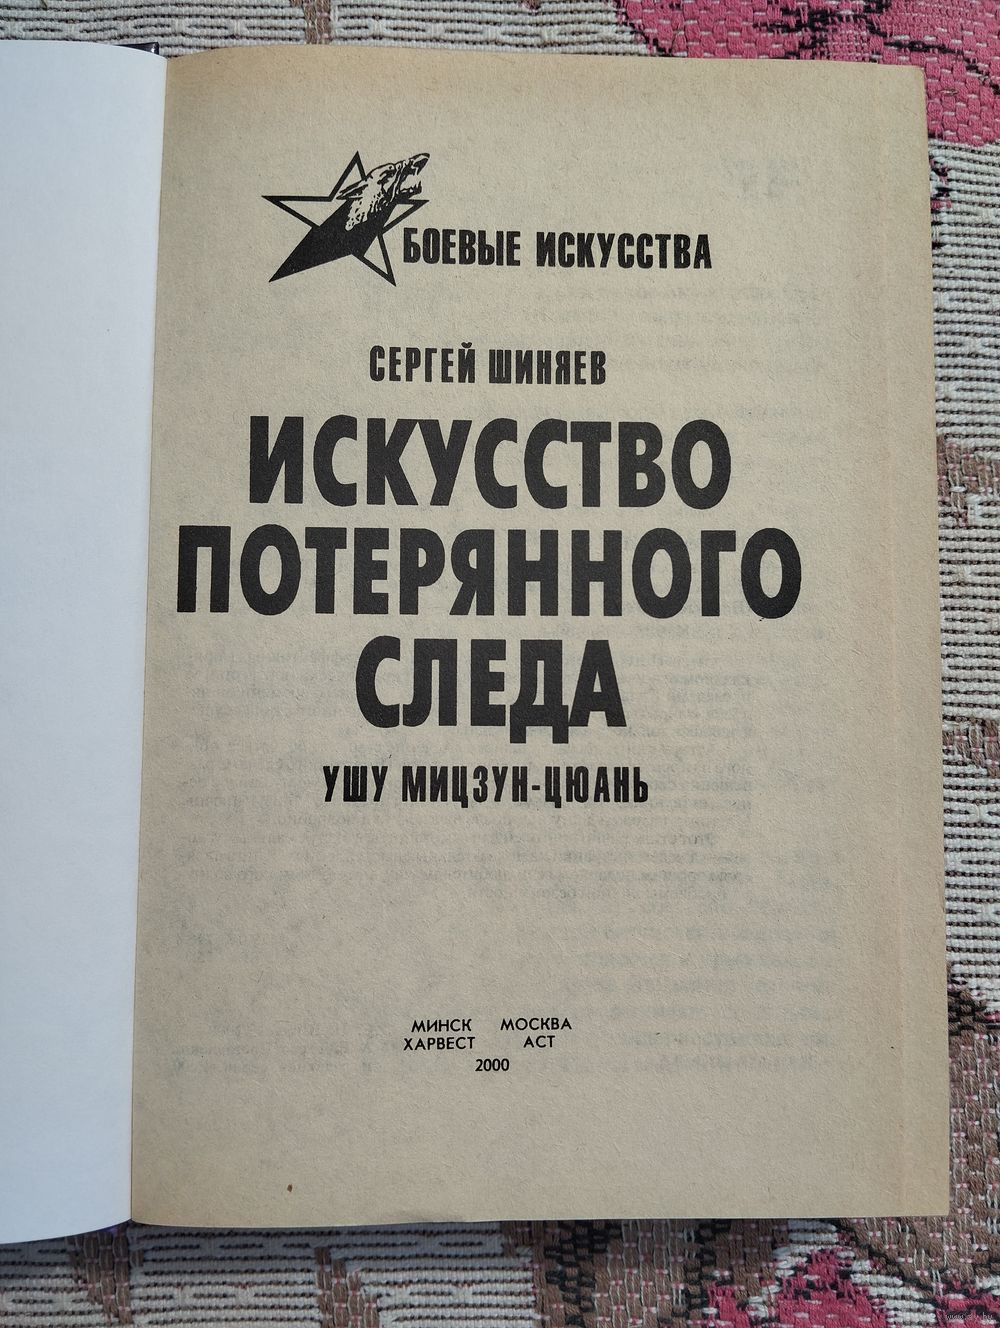 БОЕВЫЕ ИСКУССТВА
СЕРГЕЙ ШИНЯЕВ
ИСКУССТВО
ПОТЕРЯННОГО
СЛЕДА
УШУ МИЦЗУН-ЦЮАНЬ
МИНСК МОСКВА
ХАРВЕСТ АСТ
2000